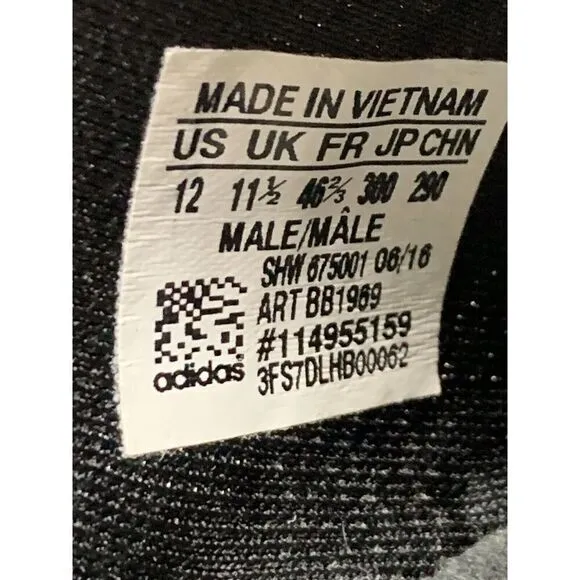 MADE IN VIETNAM
US UK FR JP CHN
12 11½ 46⅔ 300 290
MALE/MÂLE
SHW 675001 06/16
ART BB1969
#114955159
adidas 3FS7DLHB00062